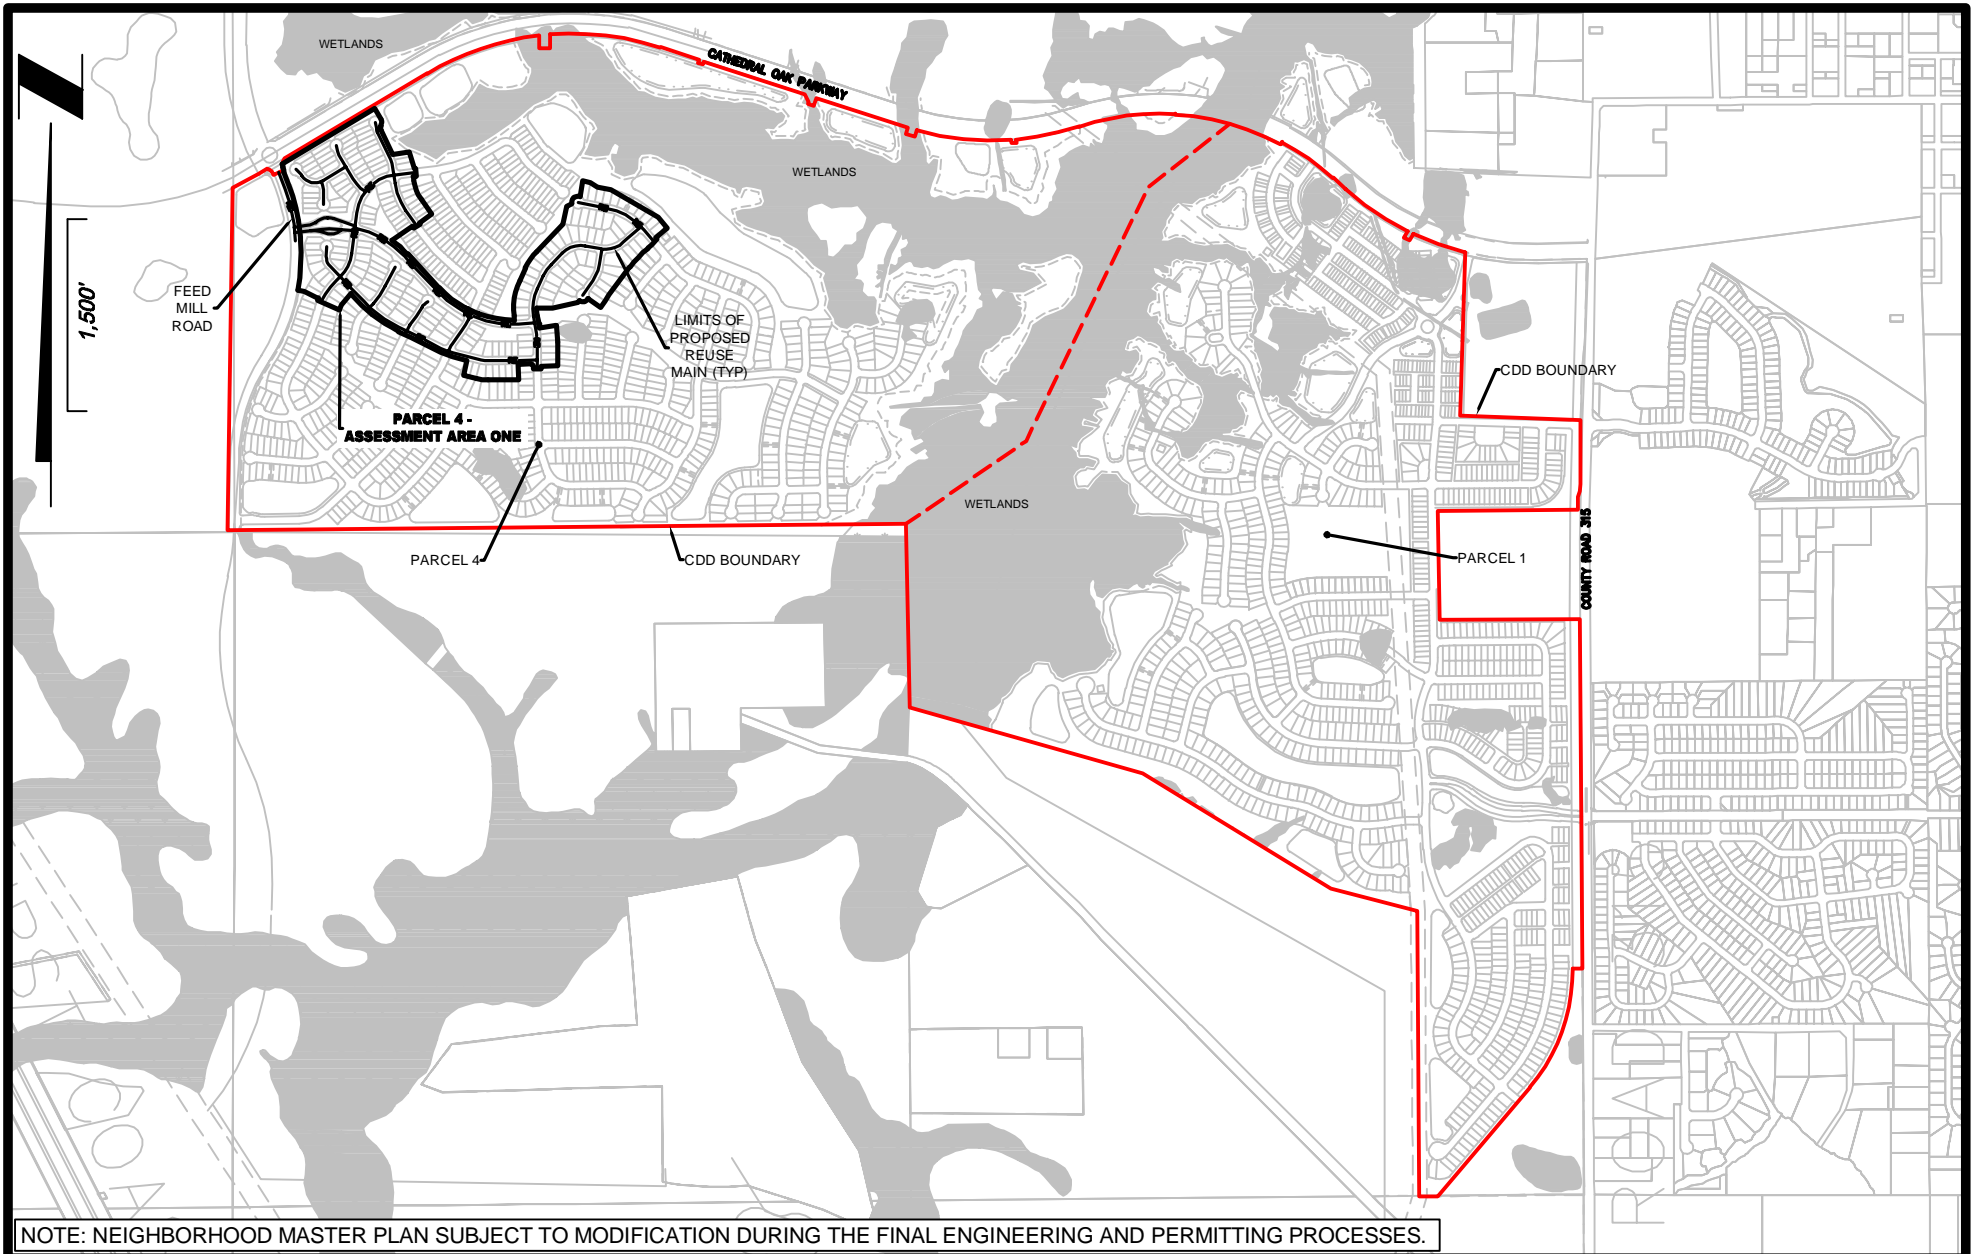 WETLANDS
CATHEDRAL OAK PARKWAY
WETLANDS
FEED
MILL
ROAD
1,500'
LIMITS OF
PROPOSED
REUSE
MAIN (TYP)
CDD BOUNDARY
PARCEL 4 -
ASSESSMENT AREA ONE
WETLANDS
COUNTY ROAD 315
PARCEL 4
CDD BOUNDARY
PARCEL 1
NOTE: NEIGHBORHOOD MASTER PLAN SUBJECT TO MODIFICATION DURING THE FINAL ENGINEERING AND PERMITTING PROCESSES.